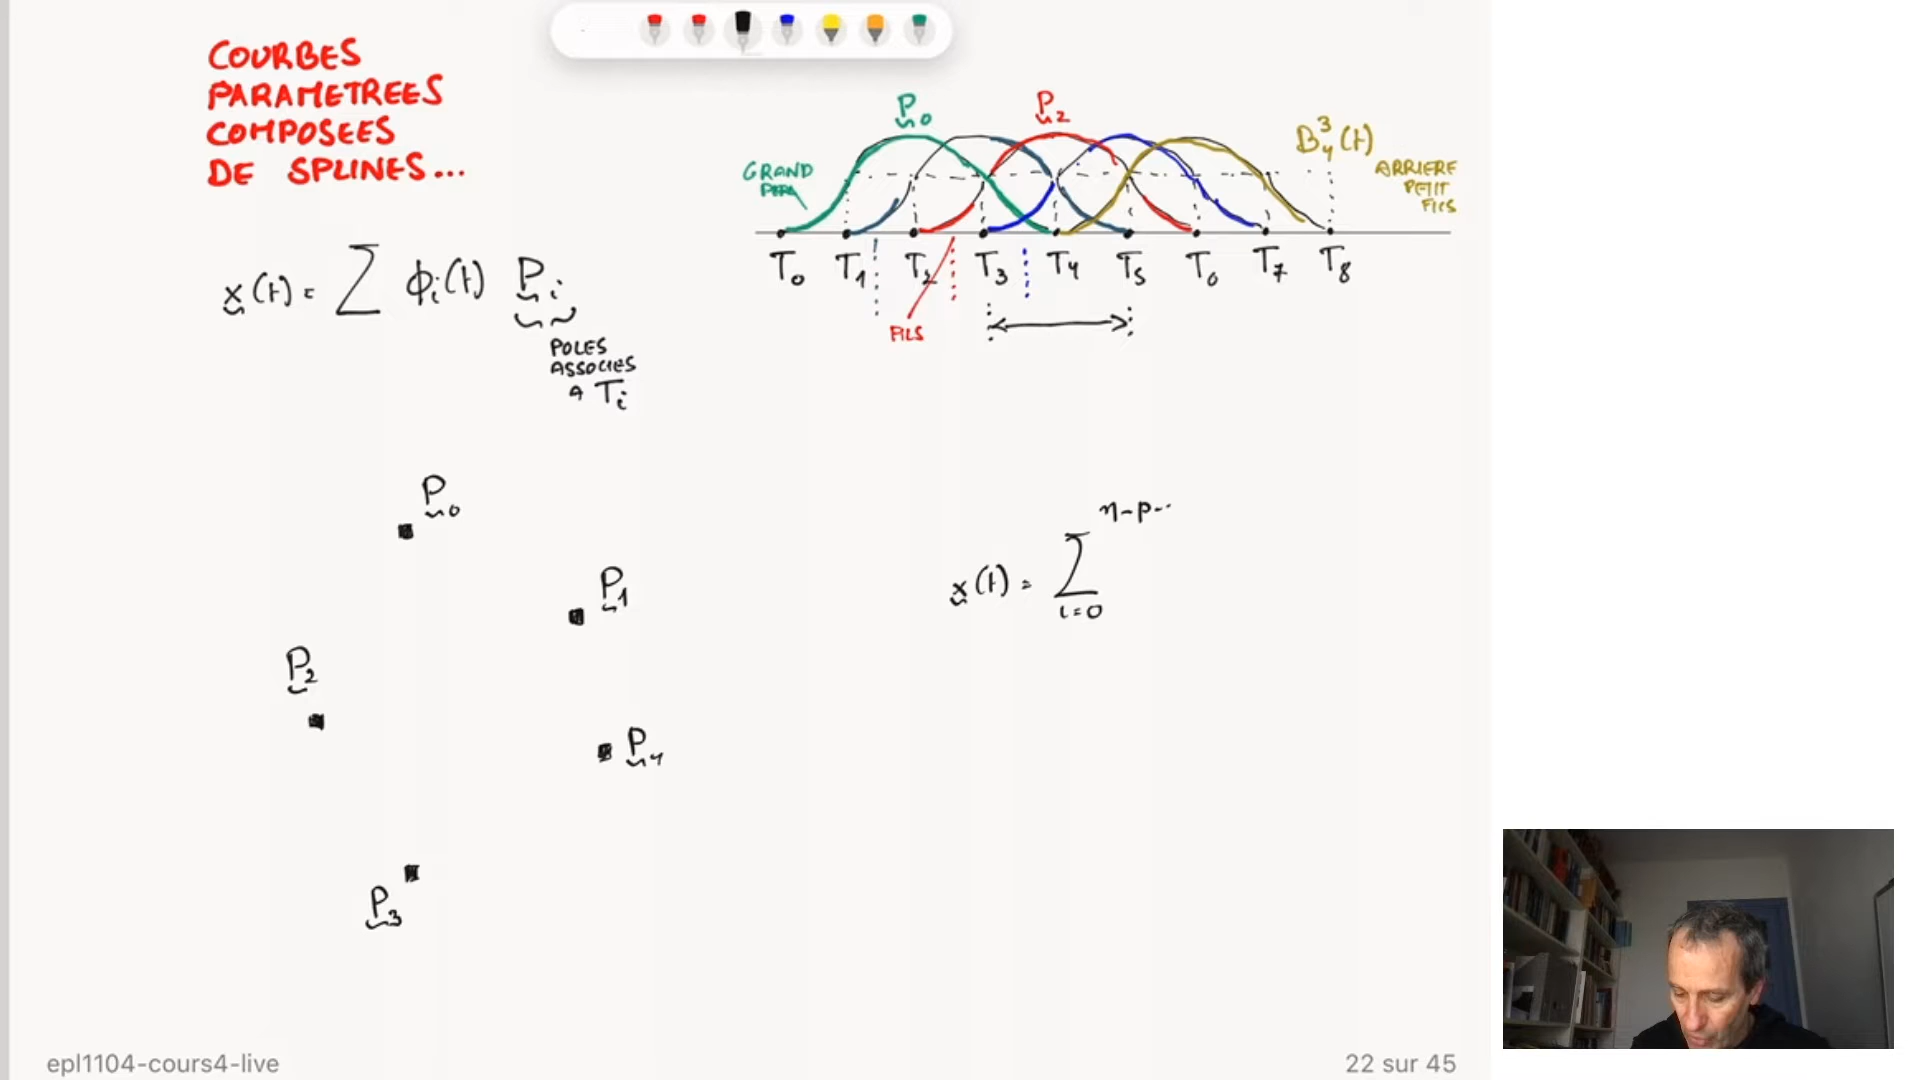 COURBES
PARAMETREES
COMPOSEES
DE SPLINES...
P0
P2
B³₄(t)
GRAND
PERE
ARRIERE
PETIT
FILS
T0 T1 T2 T3 T4 T5 T6 T7 T8
FILS
x(t) = Σ ϕi(t) Pi
POLES
ASSOCIES
A Ti
P0
P1
P2
P4
P3
n-p..
x(t) = Σ
i=0
epl1104-cours4-live
22 sur 45